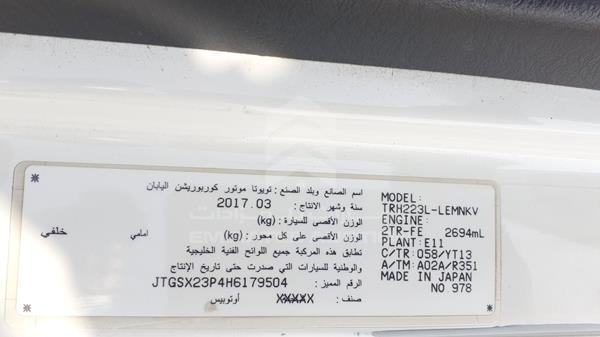 اسم الصانع وبلد الصنع : تويوتا موتور كوربوريشن اليابان
سنة وشهر الانتاج : 2017.03
الوزن الأقصى للسيارة : (kg)
الوزن الأقصى على كل محور : (kg) امامي خلفي
تطابق هذه المركبة جميع اللوائح الفنية الخليجية
والوطنية للسيارات التي صدرت حتى تاريخ الإنتاج
الرقم المميز : JTGSX23P4H6179504
صنف : XXXXX أوتوبيس
MODEL:
TRH223L-LEMNKV
ENGINE:
2TR-FE 2694mL
PLANT: E11
C/TR: 058/YT13
A/TM: A02A/R351
MADE IN JAPAN
NO. 978